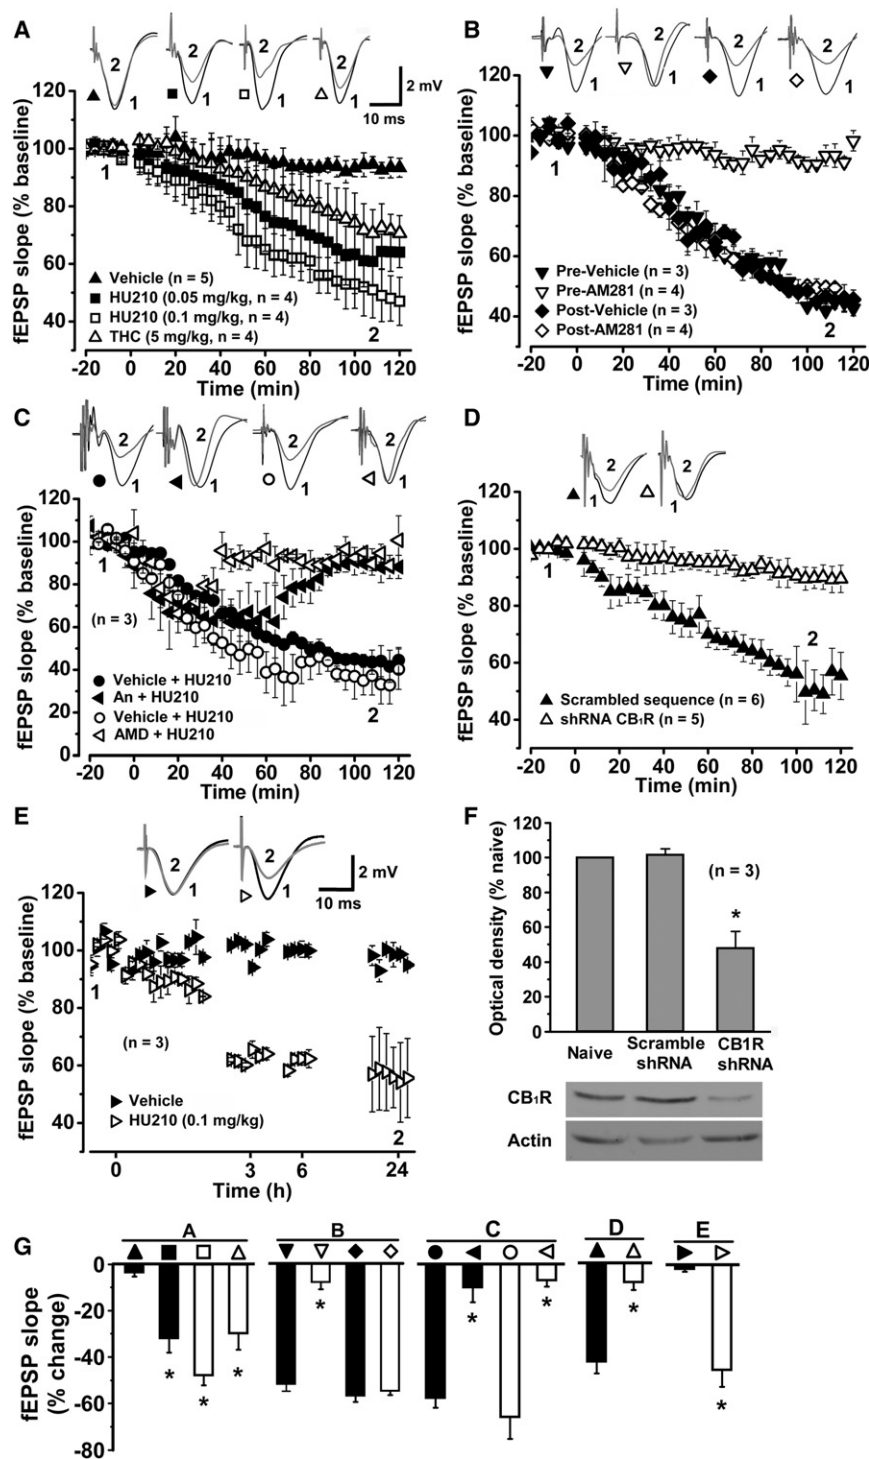 A
2
2
2
2
1
1
1
1
2 mV
10 ms
fEPSP slope (% baseline)
120
100
80
60
40
1
2
Vehicle (n = 5)
HU210 (0.05 mg/kg, n = 4)
HU210 (0.1 mg/kg, n = 4)
THC (5 mg/kg, n = 4)
-20 0 20 40 60 80 100 120
Time (min)
B
2
2
2
2
1
1
1
1
fEPSP slope (% baseline)
120
100
80
60
40
1
2
Pre-Vehicle (n = 3)
Pre-AM281 (n = 4)
Post-Vehicle (n = 3)
Post-AM281 (n = 4)
-20 0 20 40 60 80 100 120
Time (min)
C
2
2
2
2
1
1
1
1
fEPSP slope (% baseline)
120
100
80
60
40
20
0
1
(n = 3)
2
Vehicle + HU210
An + HU210
Vehicle + HU210
AMD + HU210
-20 0 20 40 60 80 100 120
Time (min)
D
2
2
1
1
fEPSP slope (% baseline)
120
100
80
60
40
1
2
Scrambled sequence (n = 6)
shRNA CB₁R (n = 5)
-20 0 20 40 60 80 100 120
Time (min)
E
2
2
1
1
2 mV
10 ms
fEPSP slope (% baseline)
120
100
80
60
40
1
(n = 3)
Vehicle
HU210 (0.1 mg/kg)
2
0 3 6 24
Time (h)
F
Optical density (% naive)
120
100
80
60
40
20
0
(n = 3)
*
Naive
Scramble shRNA
CB1R shRNA
CB₁R
Actin
G
A B C D E
fEPSP slope (% change)
0
-20
-40
-60
-80
* * * * * * * *